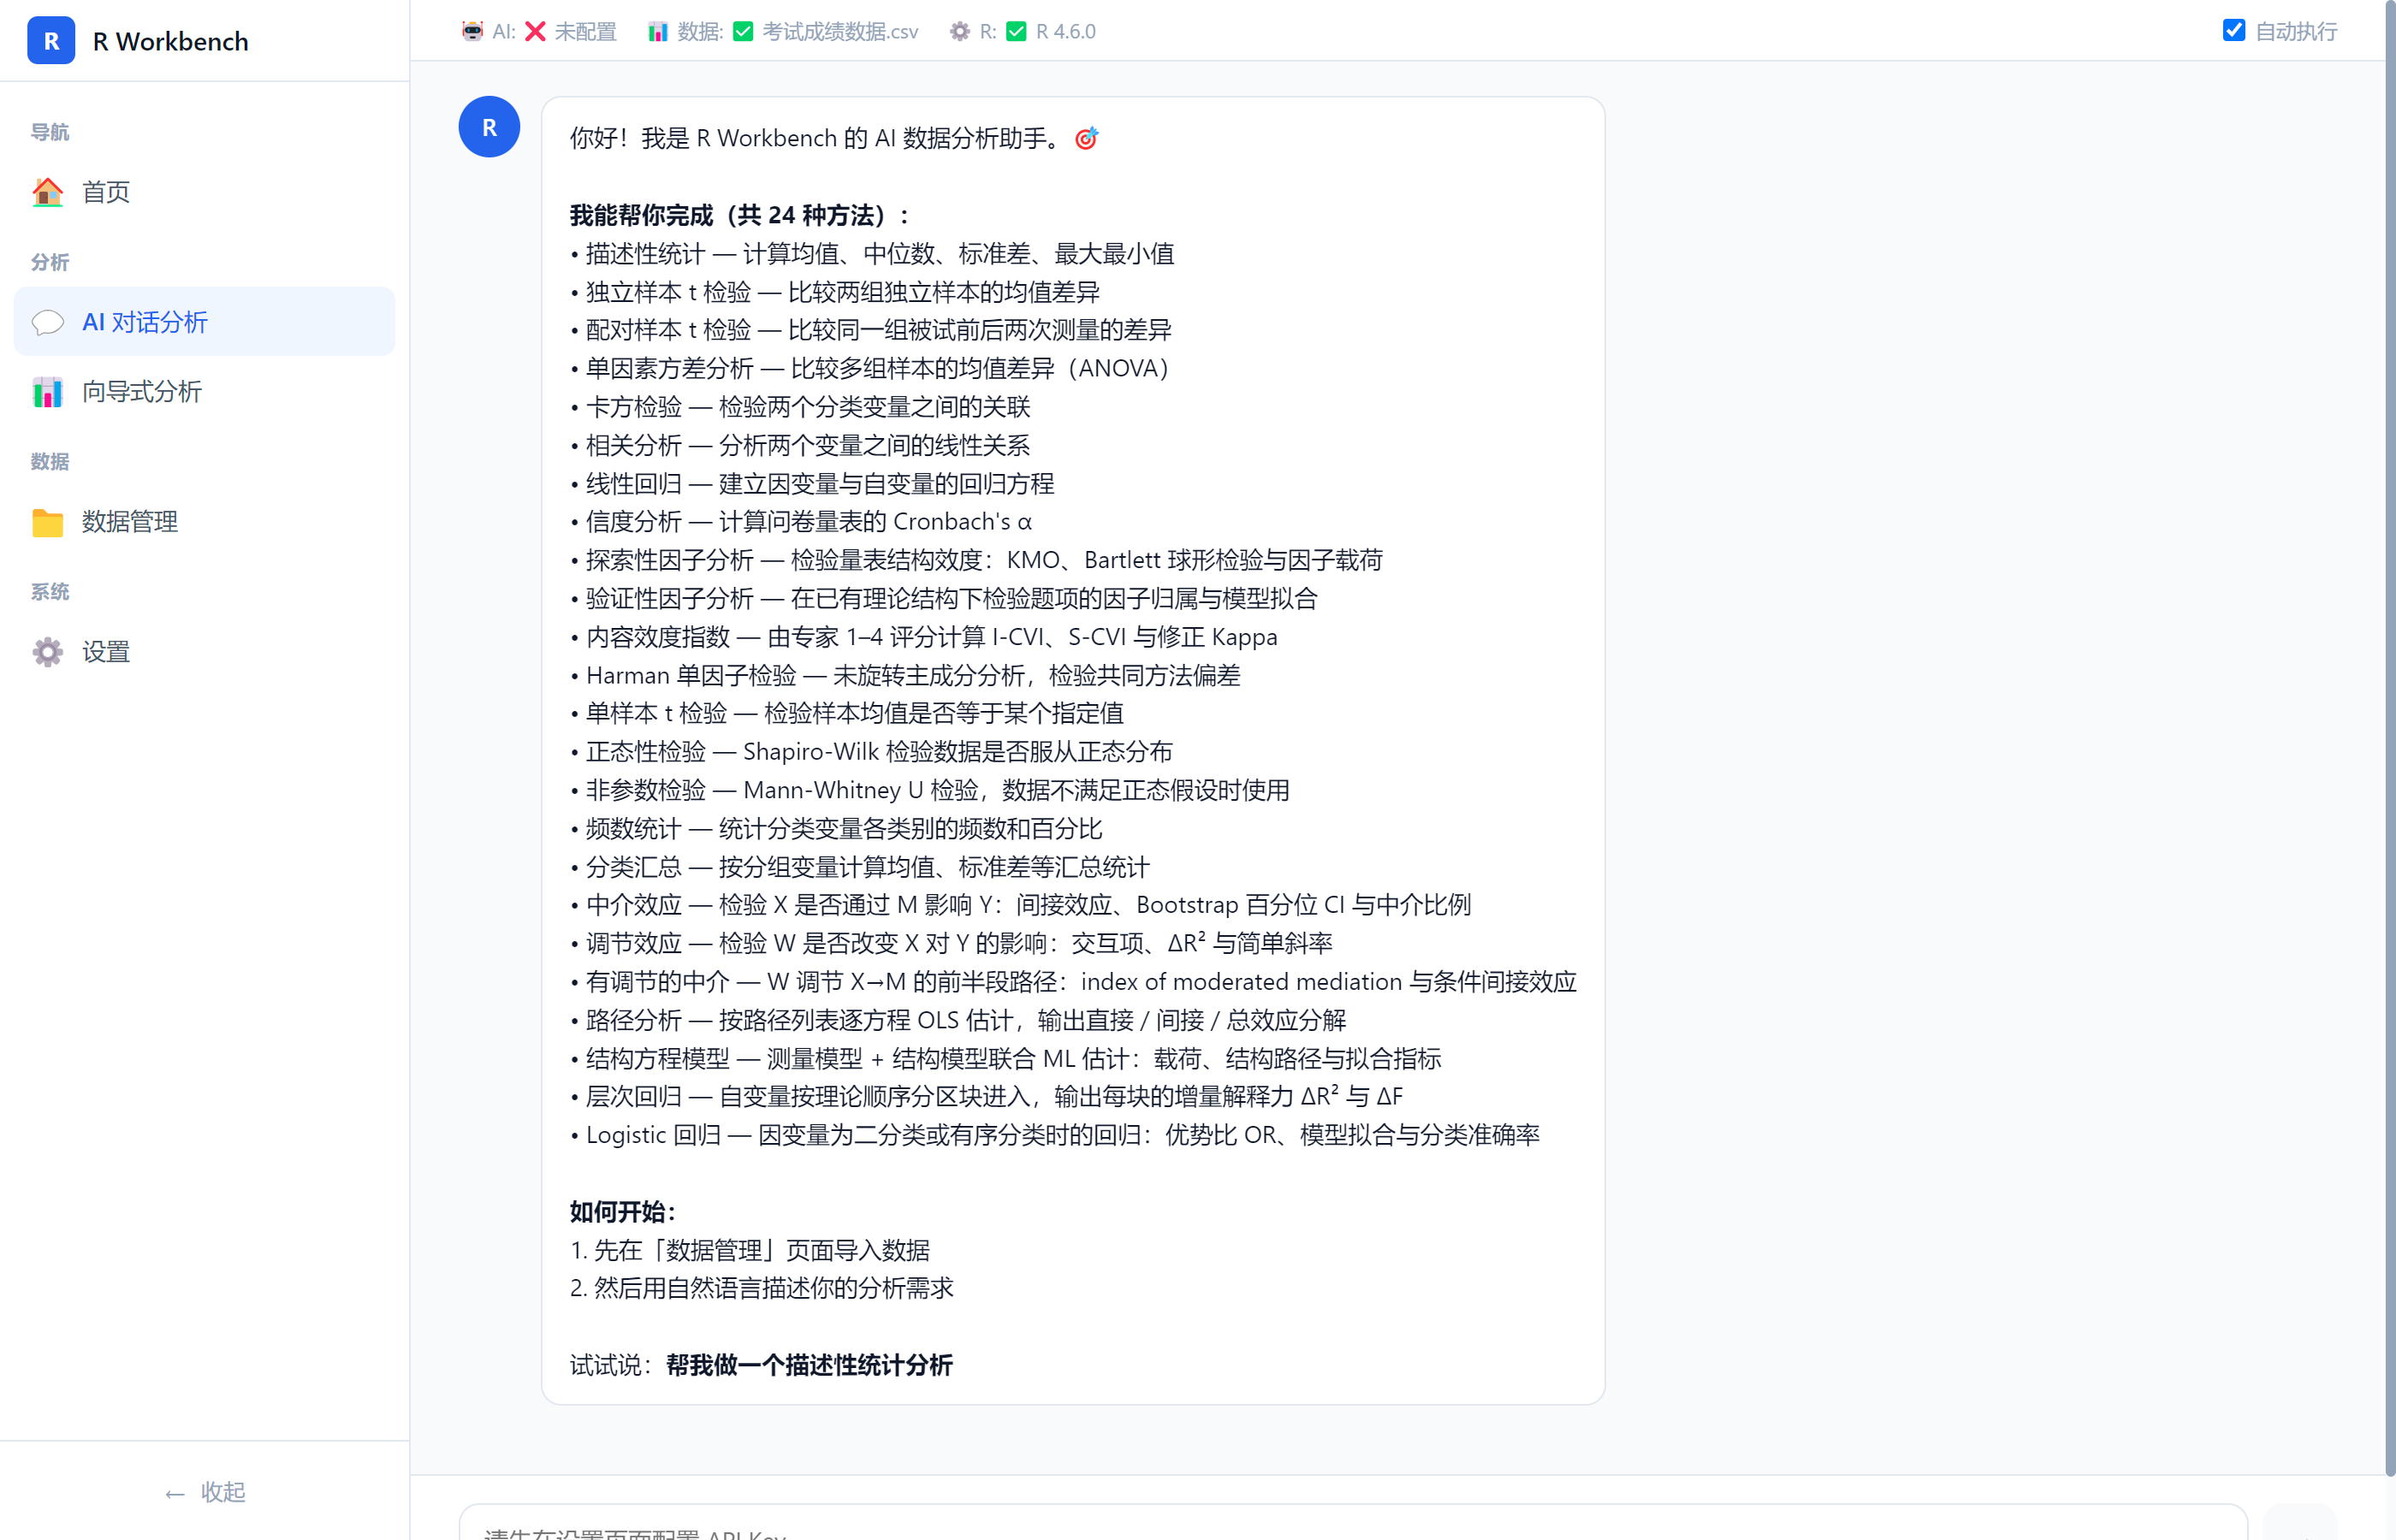 R R Workbench
导航
首页
分析
AI 对话分析
向导式分析
数据
数据管理
系统
设置
← 收起
AI: 未配置 数据: 考试成绩数据.csv R: R 4.6.0 自动执行
R
你好！我是 R Workbench 的 AI 数据分析助手。
我能帮你完成（共 24 种方法）:
• 描述性统计 — 计算均值、中位数、标准差、最大最小值
• 独立样本 t 检验 — 比较两组独立样本的均值差异
• 配对样本 t 检验 — 比较同一组被试前后两次测量的差异
• 单因素方差分析 — 比较多组样本的均值差异（ANOVA）
• 卡方检验 — 检验两个分类变量之间的关联
• 相关分析 — 分析两个变量之间的线性关系
• 线性回归 — 建立因变量与自变量的回归方程
• 信度分析 — 计算问卷量表的 Cronbach's α
• 探索性因子分析 — 检验量表结构效度：KMO、Bartlett 球形检验与因子载荷
• 验证性因子分析 — 在已有理论结构下检验题项的因子归属与模型拟合
• 内容效度指数 — 由专家 1–4 评分计算 I-CVI、S-CVI 与修正 Kappa
• Harman 单因子检验 — 未旋转主成分分析，检验共同方法偏差
• 单样本 t 检验 — 检验样本均值是否等于某个指定值
• 正态性检验 — Shapiro-Wilk 检验数据是否服从正态分布
• 非参数检验 — Mann-Whitney U 检验，数据不满足正态假设时使用
• 频数统计 — 统计分类变量各类别的频数和百分比
• 分类汇总 — 按分组变量计算均值、标准差等汇总统计
• 中介效应 — 检验 X 是否通过 M 影响 Y：间接效应、Bootstrap 百分位 CI 与中介比例
• 调节效应 — 检验 W 是否改变 X 对 Y 的影响：交互项、ΔR² 与简单斜率
• 有调节的中介 — W 调节 X→M 的前半段路径：index of moderated mediation 与条件间接效应
• 路径分析 — 按路径列表逐方程 OLS 估计，输出直接 / 间接 / 总效应分解
• 结构方程模型 — 测量模型 + 结构模型联合 ML 估计：载荷、结构路径与拟合指标
• 层次回归 — 自变量按理论顺序分区块进入，输出每块的增量解释力 ΔR² 与 ΔF
• Logistic 回归 — 因变量为二分类或有序分类时的回归：优势比 OR、模型拟合与分类准确率
如何开始：
1. 先在「数据管理」页面导入数据
2. 然后用自然语言描述你的分析需求
试试说：帮我做一个描述性统计分析
请先在设置页面配置 API Key